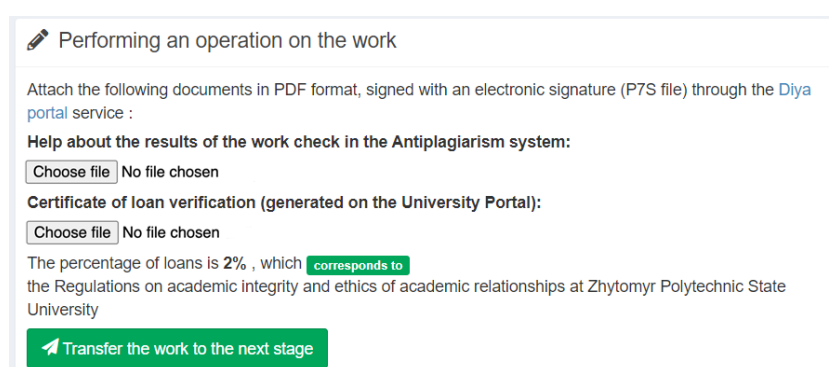 Performing an operation on the work
Attach the following documents in PDF format, signed with an electronic signature (P7S file) through the Diya
portal service :
Help about the results of the work check in the Antiplagiarism system:
Choose file No file chosen
Certificate of loan verification (generated on the University Portal):
Choose file No file chosen
The percentage of loans is 2% , which corresponds to
the Regulations on academic integrity and ethics of academic relationships at Zhytomyr Polytechnic State
University
Transfer the work to the next stage